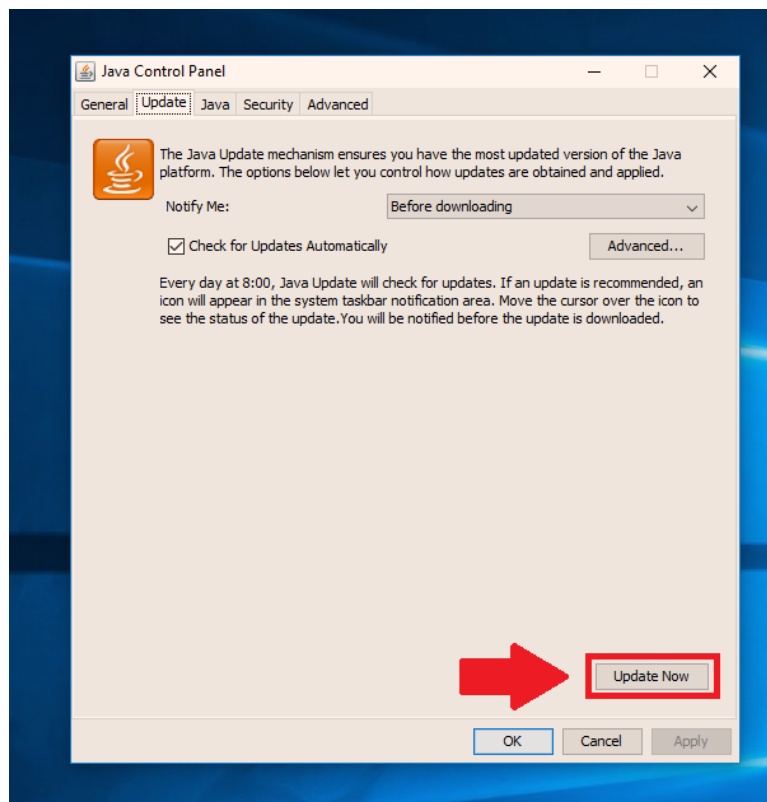 Java Control Panel
General Update Java Security Advanced
The Java Update mechanism ensures you have the most updated version of the Java
platform. The options below let you control how updates are obtained and applied.
Notify Me: Before downloading
Check for Updates Automatically Advanced...
Every day at 8:00, Java Update will check for updates. If an update is recommended, an
icon will appear in the system taskbar notification area. Move the cursor over the icon to
see the status of the update.You will be notified before the update is downloaded.
Update Now
OK Cancel Apply